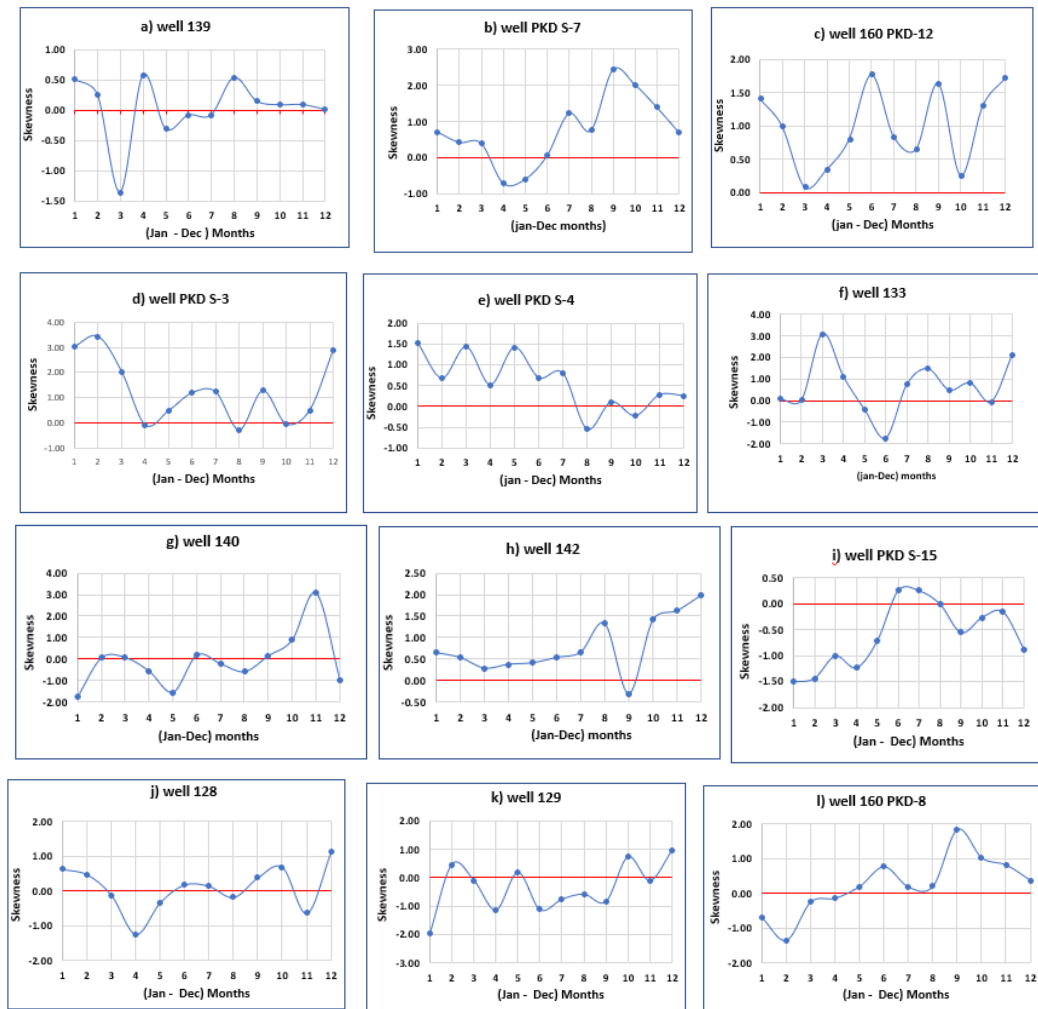 a) well 139
1.00
0.50
0.00
-0.50
-1.00
-1.50
Skewness
1 2 3 4 5 6 7 8 9 10 11 12
(Jan - Dec ) Months
b) well PKD S-7
3.00
2.00
1.00
0.00
-1.00
Skewness
1 2 3 4 5 6 7 8 9 10 11 12
(jan-Dec months)
c) well 160 PKD-12
2.00
1.50
1.00
0.50
0.00
Skewness
1 2 3 4 5 6 7 8 9 10 11 12
(jan - Dec) Months
d) well PKD S-3
4.00
3.00
2.00
1.00
0.00
-1.00
Skewness
1 2 3 4 5 6 7 8 9 10 11 12
(Jan - Dec) Months
e) well PKD S-4
2.00
1.50
1.00
0.50
0.00
-0.50
-1.00
Skewness
1 2 3 4 5 6 7 8 9 10 11 12
(jan-Dec) Months
f) well 133
4.00
3.00
2.00
1.00
0.00
-1.00
-2.00
Skewness
1 2 3 4 5 6 7 8 9 10 11 12
(jan-Dec) months
g) well 140
4.00
3.00
2.00
1.00
0.00
-1.00
-2.00
Skewness
1 2 3 4 5 6 7 8 9 10 11 12
(Jan-Dec) months
h) well 142
2.50
2.00
1.50
1.00
0.50
0.00
-0.50
Skewness
1 2 3 4 5 6 7 8 9 10 11 12
(Jan-Dec) months
i) well PKD S-15
0.50
0.00
-0.50
-1.00
-1.50
-2.00
Skewness
1 2 3 4 5 6 7 8 9 10 11 12
(Jan - Dec) Months
j) well 128
2.00
1.00
0.00
-1.00
-2.00
Skewness
1 2 3 4 5 6 7 8 9 10 11 12
(Jan - Dec) Months
k) well 129
2.00
1.00
0.00
-1.00
-2.00
-3.00
Skewness
1 2 3 4 5 6 7 8 9 10 11 12
(Jan - Dec) Months
l) well 160 PKD-8
2.00
1.00
0.00
-1.00
-2.00
Skewness
1 2 3 4 5 6 7 8 9 10 11 12
(Jan - Dec) Months